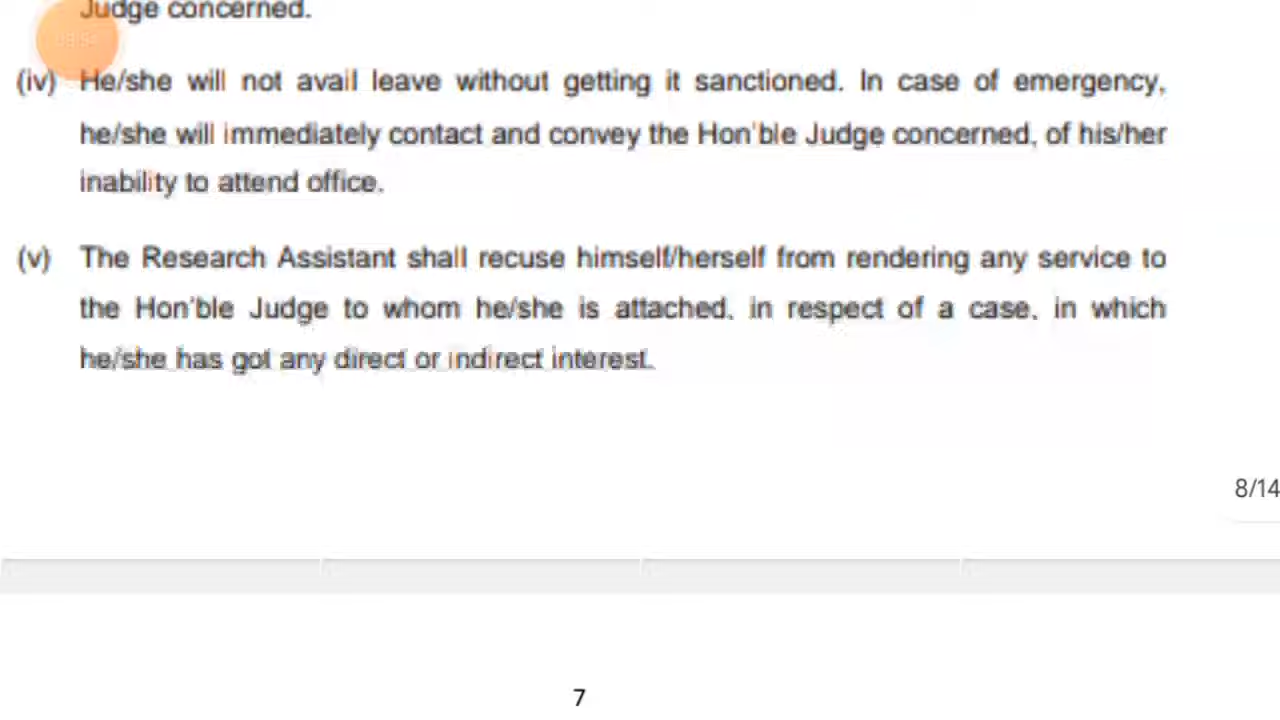 Judge concerned.
(iv) He/she will not avail leave without getting it sanctioned. In case of emergency,
he/she will immediately contact and convey the Hon'ble Judge concerned, of his/her
inability to attend office.
(v) The Research Assistant shall recuse himself/herself from rendering any service to
the Hon'ble Judge to whom he/she is attached, in respect of a case, in which
he/she has got any direct or indirect interest.
8/14
7